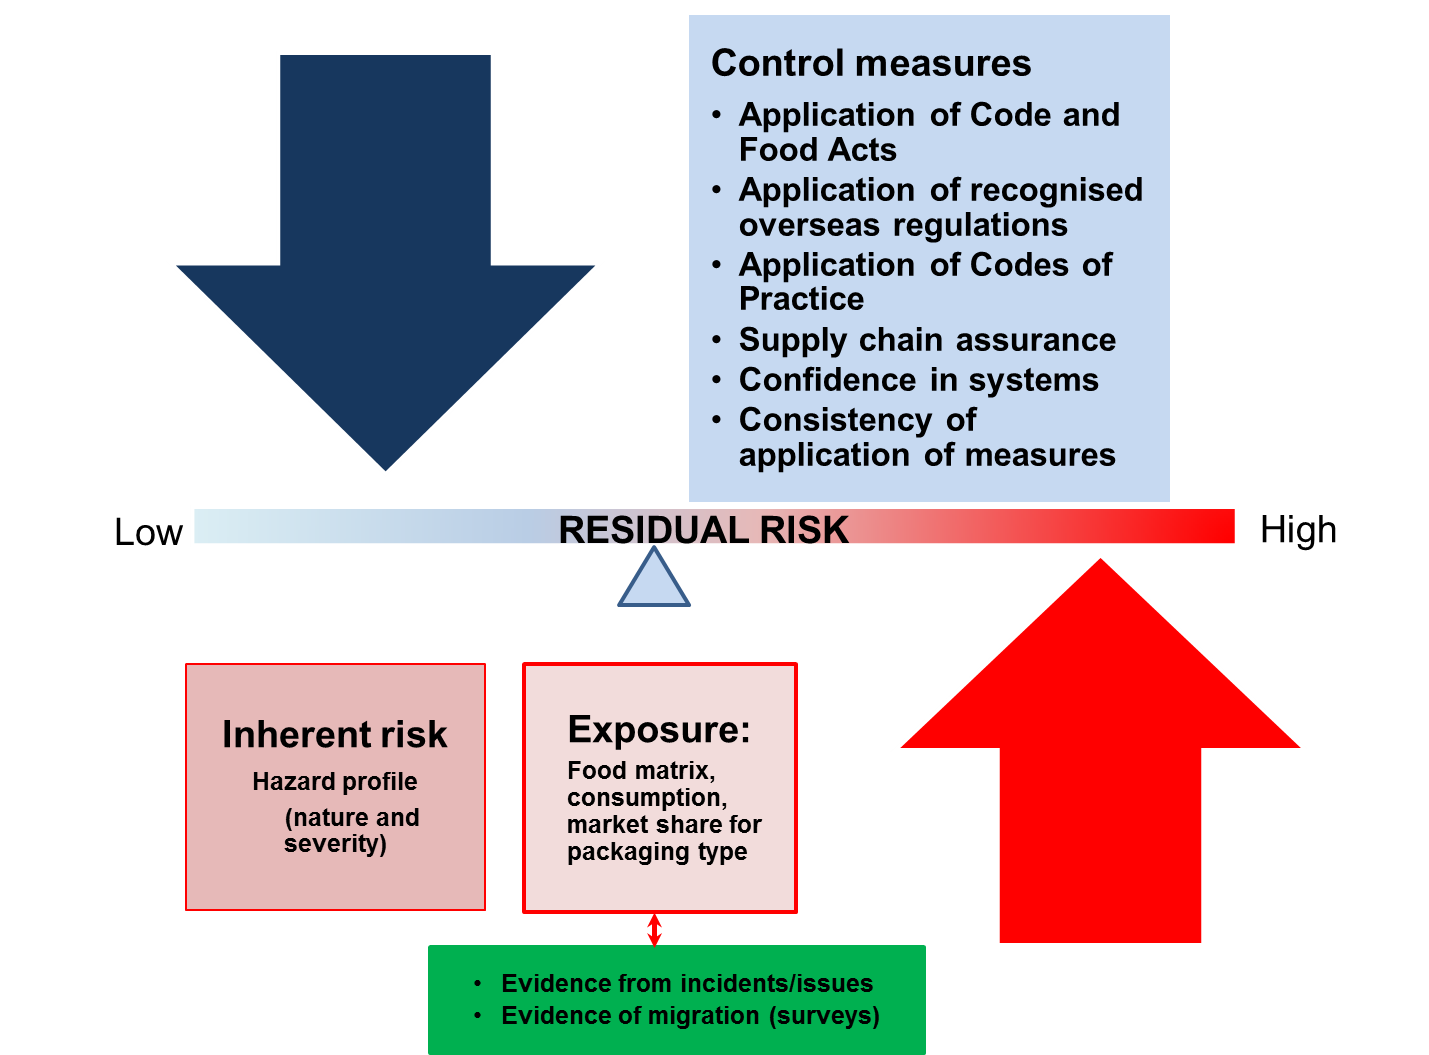 Control measures
• Application of Code and
Food Acts
• Application of recognised
overseas regulations
• Application of Codes of
Practice
• Supply chain assurance
• Confidence in systems
• Consistency of
application of measures
Low
RESIDUAL RISK
High
Inherent risk
Hazard profile
(nature and
severity)
Exposure:
Food matrix,
consumption,
market share for
packaging type
• Evidence from incidents/issues
• Evidence of migration (surveys)